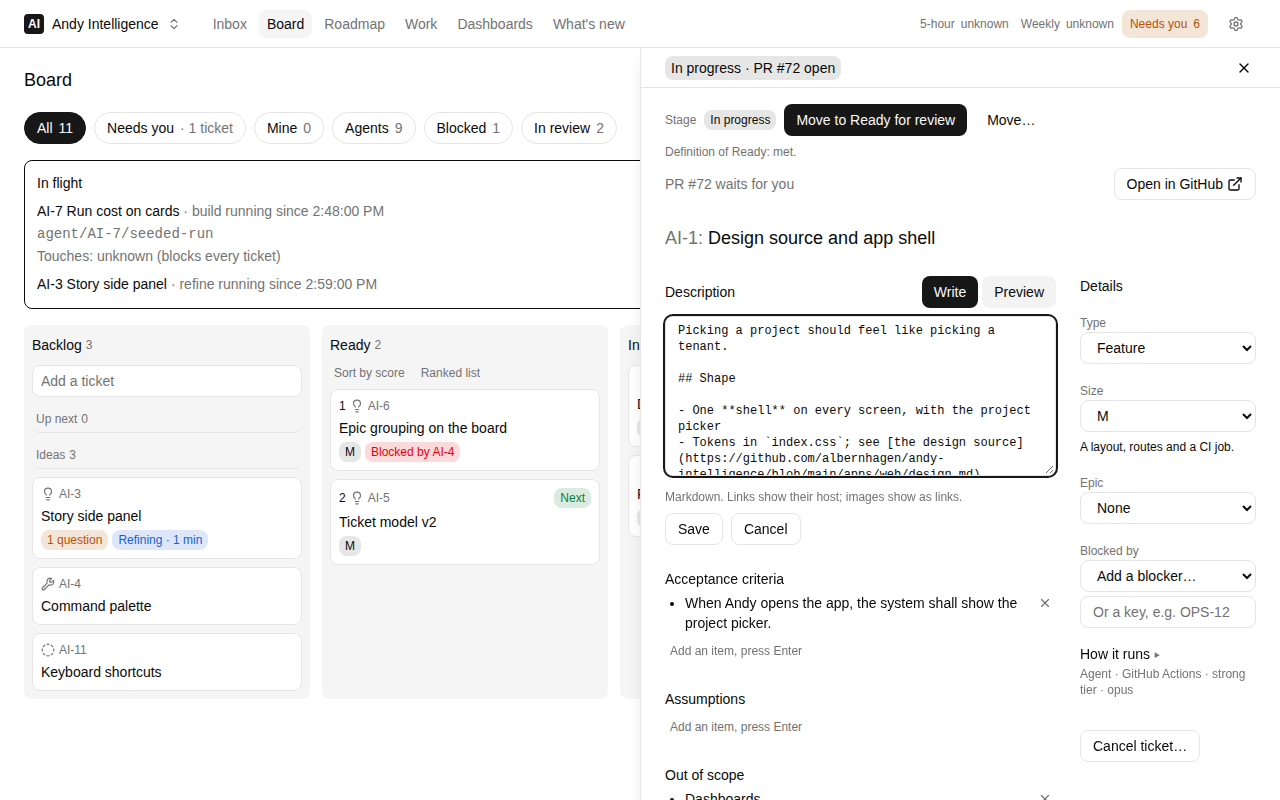 AI Andy Intelligence Inbox Board Roadmap Work Dashboards What's new 5-hour unknown Weekly unknown Needs you 6
Board
All 11 Needs you · 1 ticket Mine 0 Agents 9 Blocked 1 In review 2
In flight
AI-7 Run cost on cards · build running since 2:48:00 PM
agent/AI-7/seeded-run
Touches: unknown (blocks every ticket)
AI-3 Story side panel · refine running since 2:59:00 PM
Backlog 3
Add a ticket
Up next 0
Ideas 3
AI-3
Story side panel
1 question Refining · 1 min
AI-4
Command palette
AI-11
Keyboard shortcuts
Ready 2
Sort by score Ranked list
1 AI-6
Epic grouping on the board
M Blocked by AI-4
2 AI-5 Next
Ticket model v2
M
In
In progress · PR #72 open
Stage In progress Move to Ready for review Move…
Definition of Ready: met.
PR #72 waits for you Open in GitHub
AI-1: Design source and app shell
Description Write Preview
Picking a project should feel like picking a
tenant.
## Shape
- One **shell** on every screen, with the project
picker
- Tokens in `index.css`; see [the design source]
(https://github.com/albernhagen/andy-
intelligence/blob/main/apps/web/design.md)
Markdown. Links show their host; images show as links.
Save Cancel
Acceptance criteria
• When Andy opens the app, the system shall show the
project picker.
Add an item, press Enter
Assumptions
Add an item, press Enter
Out of scope
• Dashboards
Details
Type
Feature
Size
M
A layout, routes and a CI job.
Epic
None
Blocked by
Add a blocker…
Or a key, e.g. OPS-12
How it runs ▸
Agent · GitHub Actions · strong
tier · opus
Cancel ticket…